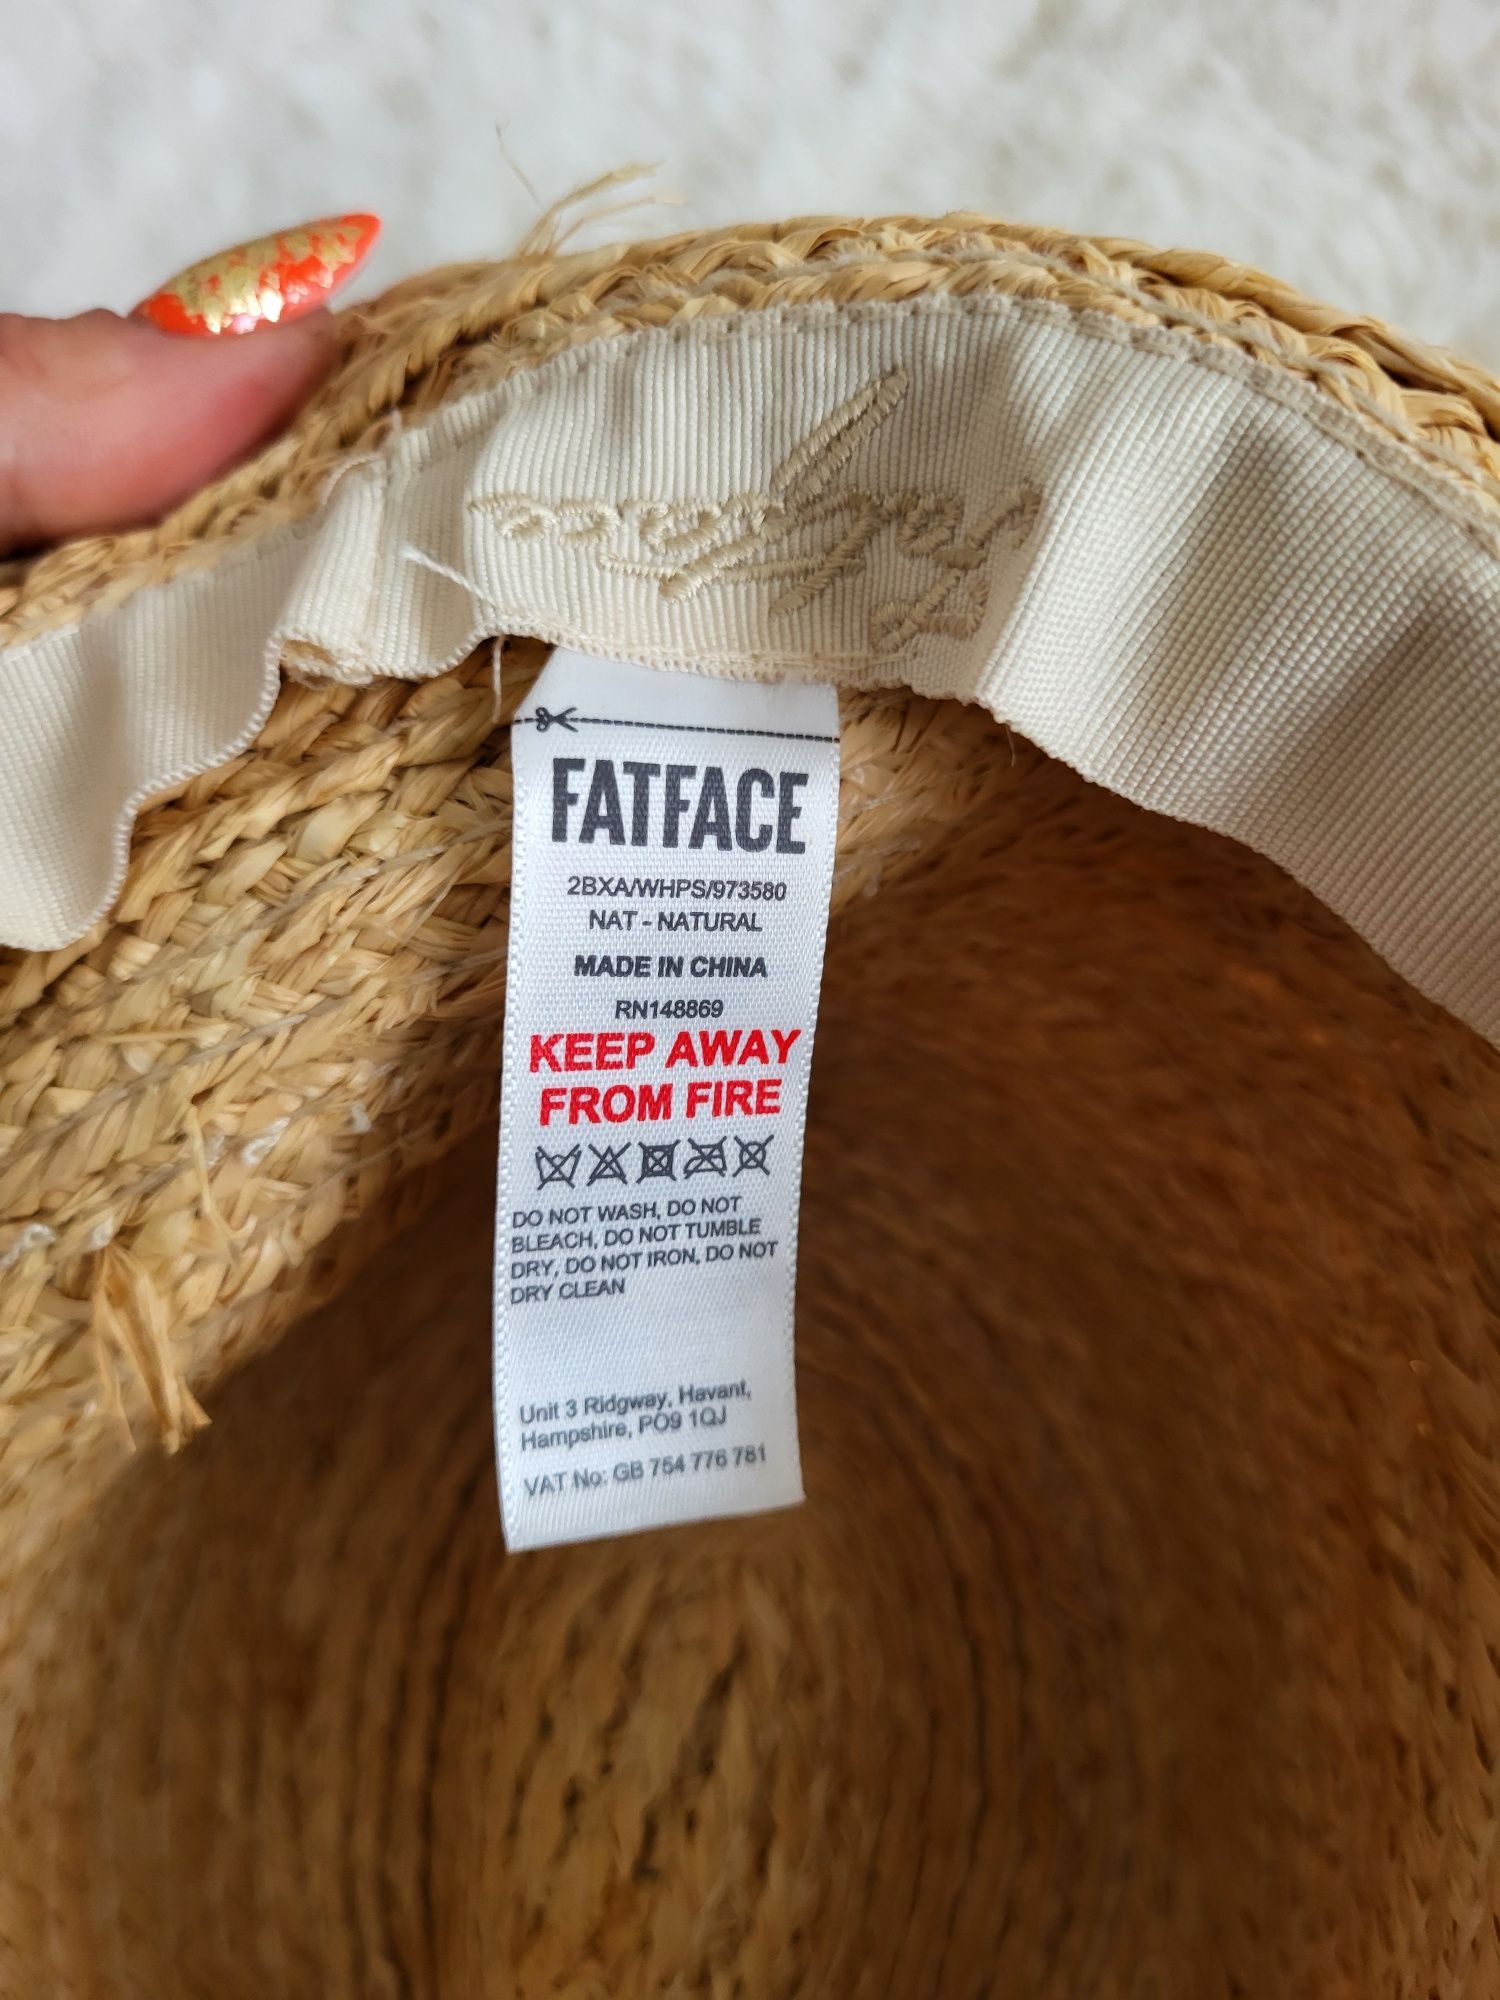 fatface
FATFACE
2BXA/WHPS/973580
NAT - NATURAL
MADE IN CHINA
RN148869
KEEP AWAY
FROM FIRE
DO NOT WASH, DO NOT
BLEACH, DO NOT TUMBLE
DRY, DO NOT IRON, DO NOT
DRY CLEAN
Unit 3 Ridgway, Havant,
Hampshire, PO9 1QJ
VAT No: GB 754 776 781